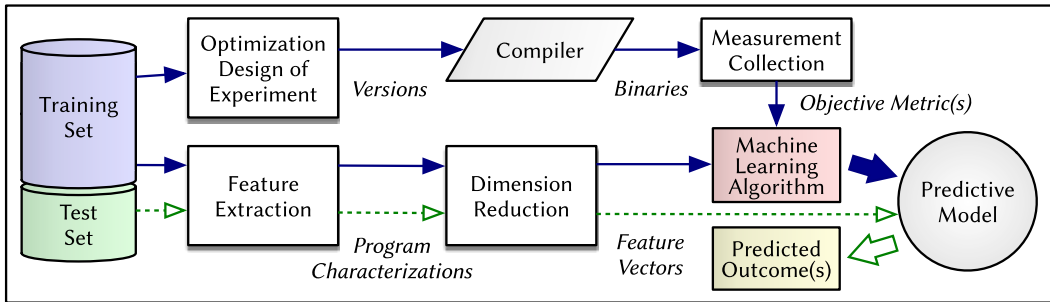 Training
Set
Test
Set
Optimization
Design of
Experiment
Versions
Compiler
Binaries
Measurement
Collection
Objective Metric(s)
Feature
Extraction
Program
Characterizations
Dimension
Reduction
Feature
Vectors
Machine
Learning
Algorithm
Predictive
Model
Predicted
Outcome(s)